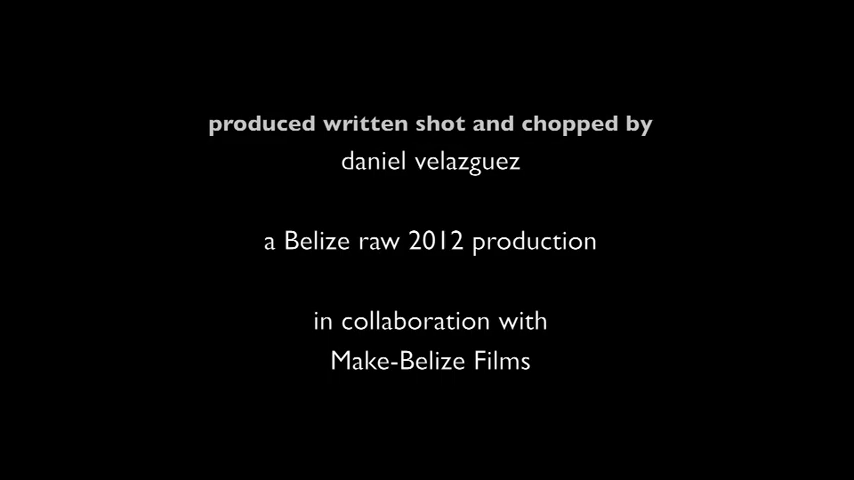 produced written shot and chopped by
daniel velazguez
a Belize raw 2012 production
in collaboration with
Make-Belize Films